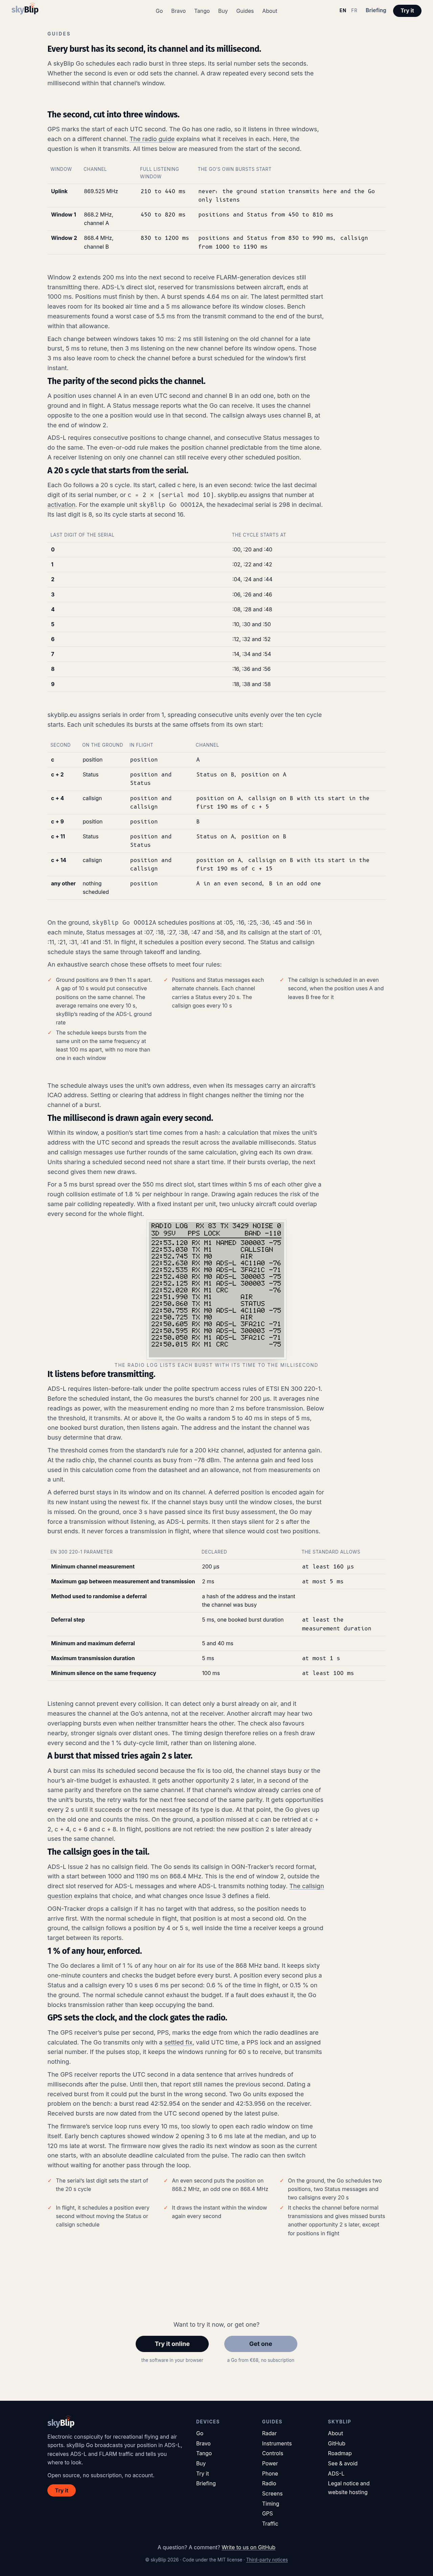 skyBlip
Go Bravo Tango Buy Guides About
EN FR Briefing Try it
GUIDES
Every burst has its second, its channel and its millisecond.
A skyBlip Go schedules each radio burst in three steps. Its serial number sets the seconds.
Whether the second is even or odd sets the channel. A draw repeated every second sets the
millisecond within that channel's window.
The second, cut into three windows.
GPS marks the start of each UTC second. The Go has one radio, so it listens in three windows,
each on a different channel. The radio guide explains what it receives in each. Here, the
question is when it transmits. All times below are measured from the start of the second.
WINDOW CHANNEL FULL LISTENING WINDOW THE GO'S OWN BURSTS START
Uplink 869.525 MHz 210 to 440 ms never: the ground station transmits here and the Go
only listens
Window 1 868.2 MHz, channel A 450 to 820 ms positions and Status from 450 to 810 ms
Window 2 868.4 MHz, channel B 830 to 1200 ms positions and Status from 830 to 990 ms, callsign
from 1000 to 1190 ms
Window 2 extends 200 ms into the next second to receive FLARM-generation devices still
transmitting there. ADS-L's direct slot, reserved for transmissions between aircraft, ends at
1000 ms. Positions must finish by then. A burst spends 4.64 ms on air. The latest permitted start
leaves room for its booked air time and a 5 ms allowance before its window closes. Bench
measurements found a worst case of 5.5 ms from the transmit command to the end of the burst,
within that allowance.
Each change between windows takes 10 ms: 2 ms still listening on the old channel for a late
burst, 5 ms to retune, then 3 ms listening on the new channel before its window opens. Those
3 ms also leave room to check the channel before a burst scheduled for the window's first
instant.
The parity of the second picks the channel.
A position uses channel A in an even UTC second and channel B in an odd one, both on the
ground and in flight. A Status message reports what the Go can receive. It uses the channel
opposite to the one a position would use in that second. The callsign always uses channel B, at
the end of window 2.
ADS-L requires consecutive positions to change channel, and consecutive Status messages to
do the same. The even-or-odd rule makes the position channel predictable from the time alone.
A receiver listening on only one channel can still receive every other scheduled position.
A 20 s cycle that starts from the serial.
Each Go follows a 20 s cycle. Its start, called c here, is an even second: twice the last decimal
digit of its serial number, or c = 2 × (serial mod 10). skyblip.eu assigns that number at
activation. For the example unit skyBlip Go 00012A, the hexadecimal serial is 298 in decimal.
Its last digit is 8, so its cycle starts at second 16.
LAST DIGIT OF THE SERIAL THE CYCLE STARTS AT
0 :00, :20 and :40
1 :02, :22 and :42
2 :04, :24 and :44
3 :06, :26 and :46
4 :08, :28 and :48
5 :10, :30 and :50
6 :12, :32 and :52
7 :14, :34 and :54
8 :16, :36 and :56
9 :18, :38 and :58
skyblip.eu assigns serials in order from 1, spreading consecutive units evenly over the ten cycle
starts. Each unit schedules its bursts at the same offsets from its own start:
SECOND ON THE GROUND IN FLIGHT CHANNEL
c position position A
c + 2 Status position and Status Status on B, position on A
c + 4 callsign position and callsign position on A, callsign on B with its start in the
first 190 ms of c + 5
c + 9 position position B
c + 11 Status position and Status Status on A, position on B
c + 14 callsign position and callsign position on A, callsign on B with its start in the
first 190 ms of c + 15
any other nothing scheduled position A in an even second, B in an odd one
On the ground, skyBlip Go 00012A schedules positions at :05, :16, :25, :36, :45 and :56 in
each minute, Status messages at :07, :18, :27, :38, :47 and :58, and its callsign at the start of :01,
:11, :21, :31, :41 and :51. In flight, it schedules a position every second. The Status and callsign
schedule stays the same through takeoff and landing.
An exhaustive search chose these offsets to meet four rules:
Ground positions are 9 then 11 s apart. A gap of 10 s would put consecutive positions on the same channel. The average remains one every 10 s, skyBlip's reading of the ADS-L ground rate
Positions and Status messages each alternate channels. Each channel carries a Status every 20 s. The callsign goes every 10 s
The callsign is scheduled in an even second, when the position uses A and leaves B free for it
The schedule keeps bursts from the same unit on the same frequency at least 100 ms apart, with no more than one in each window
The schedule always uses the unit's own address, even when its messages carry an aircraft's
ICAO address. Setting or clearing that address in flight changes neither the timing nor the
channel of a burst.
The millisecond is drawn again every second.
Within its window, a position's start time comes from a hash: a calculation that mixes the unit's
address with the UTC second and spreads the result across the available milliseconds. Status
and callsign messages use further rounds of the same calculation, giving each its own draw.
Units sharing a scheduled second need not share a start time. If their bursts overlap, the next
second gives them new draws.
For a 5 ms burst spread over the 550 ms direct slot, start times within 5 ms of each other give a
rough collision estimate of 1.8 % per neighbour in range. Drawing again reduces the risk of the
same pair colliding repeatedly. With a fixed instant per unit, two unlucky aircraft could overlap
every second for the whole flight.
RADIO LOG RX 83 TX 3429 NOISE 0
3D 9SV PPS LOCK BAND -110
22:53.120 RX M1 NAMED 300003 -75
22:53.030 TX M1 CALLSIGN
22:52.745 TX M0 AIR
22:52.630 RX M0 ADS-L 4C11A0 -76
22:52.535 RX M0 ADS-L 3FA21C -71
22:52.480 RX M0 ADS-L 300003 -75
22:52.125 RX M0 ADS-L 300003 -75
22:52.020 RX M1 CRC -76
22:51.990 TX M1 AIR
22:50.860 TX M1 STATUS
22:50.755 RX M0 ADS-L 4C11A0 -75
22:50.725 TX M0 AIR
22:50.605 RX M0 ADS-L 3FA21C -71
22:50.095 RX M0 ADS-L 300003 -75
22:50.050 RX M1 ADS-L 3FA21C -71
22:50.015 RX M0 CRC -75
THE RADIO LOG LISTS EACH BURST WITH ITS TIME TO THE MILLISECOND
It listens before transmitting.
ADS-L requires listen-before-talk under the polite spectrum access rules of ETSI EN 300 220-1.
Before the scheduled instant, the Go measures the burst's channel for 200 µs. It averages nine
readings as power, with the measurement ending no more than 2 ms before transmission. Below
the threshold, it transmits. At or above it, the Go waits a random 5 to 40 ms in steps of 5 ms,
one booked burst duration, then listens again. The address and the instant the channel was
busy determine that draw.
The threshold comes from the standard's rule for a 200 kHz channel, adjusted for antenna gain.
At the radio chip, the channel counts as busy from −78 dBm. The antenna gain and feed loss
used in this calculation come from the datasheet and an allowance, not from measurements on
a unit.
A deferred burst stays in its window and on its channel. A deferred position is encoded again for
its new instant using the newest fix. If the channel stays busy until the window closes, the burst
is missed. On the ground, once 3 s have passed since its first busy assessment, the Go may
force a transmission without listening, as ADS-L permits. It then stays silent for 2 s after the
burst ends. It never forces a transmission in flight, where that silence would cost two positions.
EN 300 220-1 PARAMETER DECLARED THE STANDARD ALLOWS
Minimum channel measurement 200 µs at least 160 µs
Maximum gap between measurement and transmission 2 ms at most 5 ms
Method used to randomise a deferral a hash of the address and the instant
the channel was busy
Deferral step 5 ms, one booked burst duration at least the measurement duration
Minimum and maximum deferral 5 and 40 ms
Maximum transmission duration 5 ms at most 1 s
Minimum silence on the same frequency 100 ms at least 100 ms
Listening cannot prevent every collision. It can detect only a burst already on air, and it
measures the channel at the Go's antenna, not at the receiver. Another aircraft may hear two
overlapping bursts even when neither transmitter hears the other. The check also favours
nearby, stronger signals over distant ones. The timing design therefore relies on a fresh draw
every second and the 1 % duty-cycle limit, rather than on listening alone.
A burst that missed tries again 2 s later.
A burst can miss its scheduled second because the fix is too old, the channel stays busy or the
hour's air-time budget is exhausted. It gets another opportunity 2 s later, in a second of the
same parity and therefore on the same channel. If that channel's window already carries one of
the unit's bursts, the retry waits for the next free second of the same parity. It gets opportunities
every 2 s until it succeeds or the next message of its type is due. At that point, the Go gives up
on the old one and counts the miss. On the ground, a position missed at c can be retried at c +
2, c + 4, c + 6 and c + 8. In flight, positions are not retried: the new position 2 s later already
uses the same channel.
The callsign goes in the tail.
ADS-L Issue 2 has no callsign field. The Go sends its callsign in OGN-Tracker's record format,
with a start between 1000 and 1190 ms on 868.4 MHz. This is the end of window 2, outside the
direct slot reserved for ADS-L messages and where ADS-L transmits nothing today. The callsign
question explains that choice, and what changes once Issue 3 defines a field.
OGN-Tracker drops a callsign if it has no target with that address, so the position needs to
arrive first. With the normal schedule in flight, that position is at most a second old. On the
ground, the callsign follows a position by 4 or 5 s, well inside the time a receiver keeps a ground
target between its reports.
1 % of any hour, enforced.
The Go declares a limit of 1 % of any hour on air for its use of the 868 MHz band. It keeps sixty
one-minute counters and checks the budget before every burst. A position every second plus a
Status and a callsign every 10 s uses 6 ms per second: 0.6 % of the time in flight, or 0.15 % on
the ground. The normal schedule cannot exhaust the budget. If a fault does exhaust it, the Go
blocks transmission rather than keep occupying the band.
GPS sets the clock, and the clock gates the radio.
The GPS receiver's pulse per second, PPS, marks the edge from which the radio deadlines are
calculated. The Go transmits only with a settled fix, valid UTC time, a PPS lock and an assigned
serial number. If the pulses stop, it keeps the windows running for 60 s to receive, but transmits
nothing.
The GPS receiver reports the UTC second in a data sentence that arrives hundreds of
milliseconds after the pulse. Until then, that report still names the previous second. Dating a
received burst from it could put the burst in the wrong second. Two Go units exposed the
problem on the bench: a burst read 42:52.954 on the sender and 42:53.954 on the receiver.
Received bursts are now dated from the UTC second opened by the latest pulse.
The firmware's service loop runs every 10 ms, too slowly to open each radio window on time
itself. Early bench captures showed window 2 opening 3 to 6 ms late at the median, and up to
120 ms late at worst. The firmware now gives the radio its next window as soon as the current
one starts, with an absolute deadline calculated from the pulse. The radio can then switch
without waiting for another pass through the loop.
The serial's last digit sets the start of the 20 s cycle
An even second puts the position on 868.2 MHz, an odd one on 868.4 MHz
On the ground, the Go schedules two positions, two Status messages and two callsigns every 20 s
In flight, it schedules a position every second without moving the Status or callsign schedule
It draws the instant within the window again every second
It checks the channel before normal transmissions and gives missed bursts another opportunity 2 s later, except for positions in flight
Want to try it now, or get one?
Try it online Get one
the software in your browser a Go from €68, no subscription
skyBlip
Electronic conspicuity for recreational flying and air
sports. skyBlip Go broadcasts your position in ADS-L,
receives ADS-L and FLARM traffic and tells you
where to look.
Open source, no subscription, no account.
Try it
DEVICES
Go
Bravo
Tango
Buy
Try it
Briefing
GUIDES
Radar
Instruments
Controls
Power
Phone
Radio
Screens
Timing
GPS
Traffic
SKYBLIP
About
GitHub
Roadmap
See & avoid
ADS-L
Legal notice and
website hosting
A question? A comment? Write to us on GitHub
© skyBlip 2026 · Code under the MIT license · Third-party notices